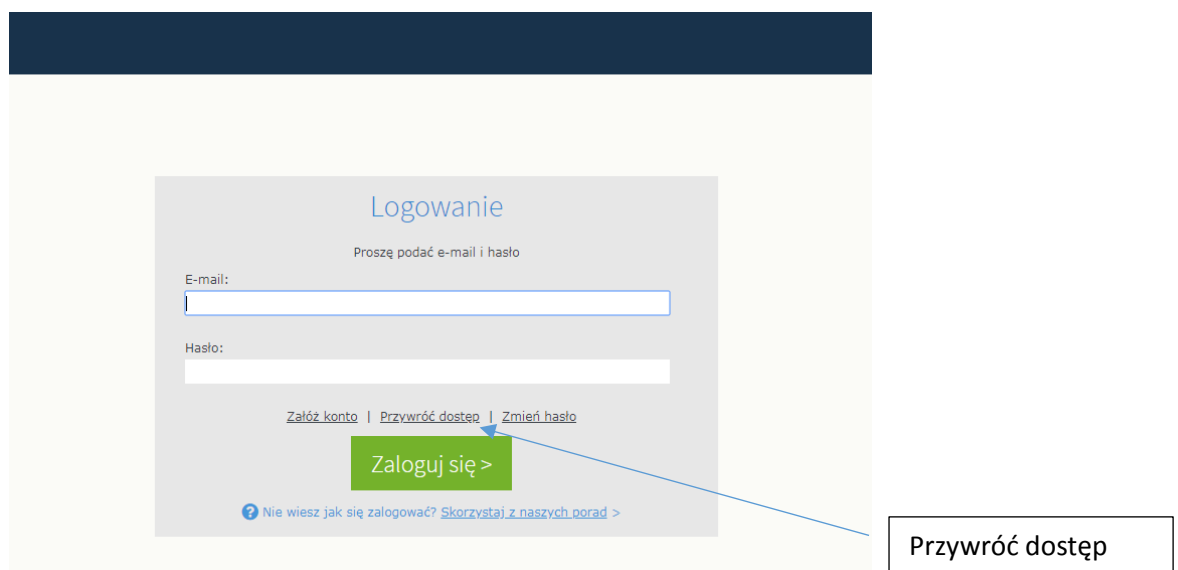 Logowanie
Proszę podać e-mail i hasło
E-mail:
Hasło:
Załóż konto | Przywróć dostęp | Zmień hasło
Zaloguj się >
? Nie wiesz jak się zalogować? Skorzystaj z naszych porad >
Przywróć dostęp